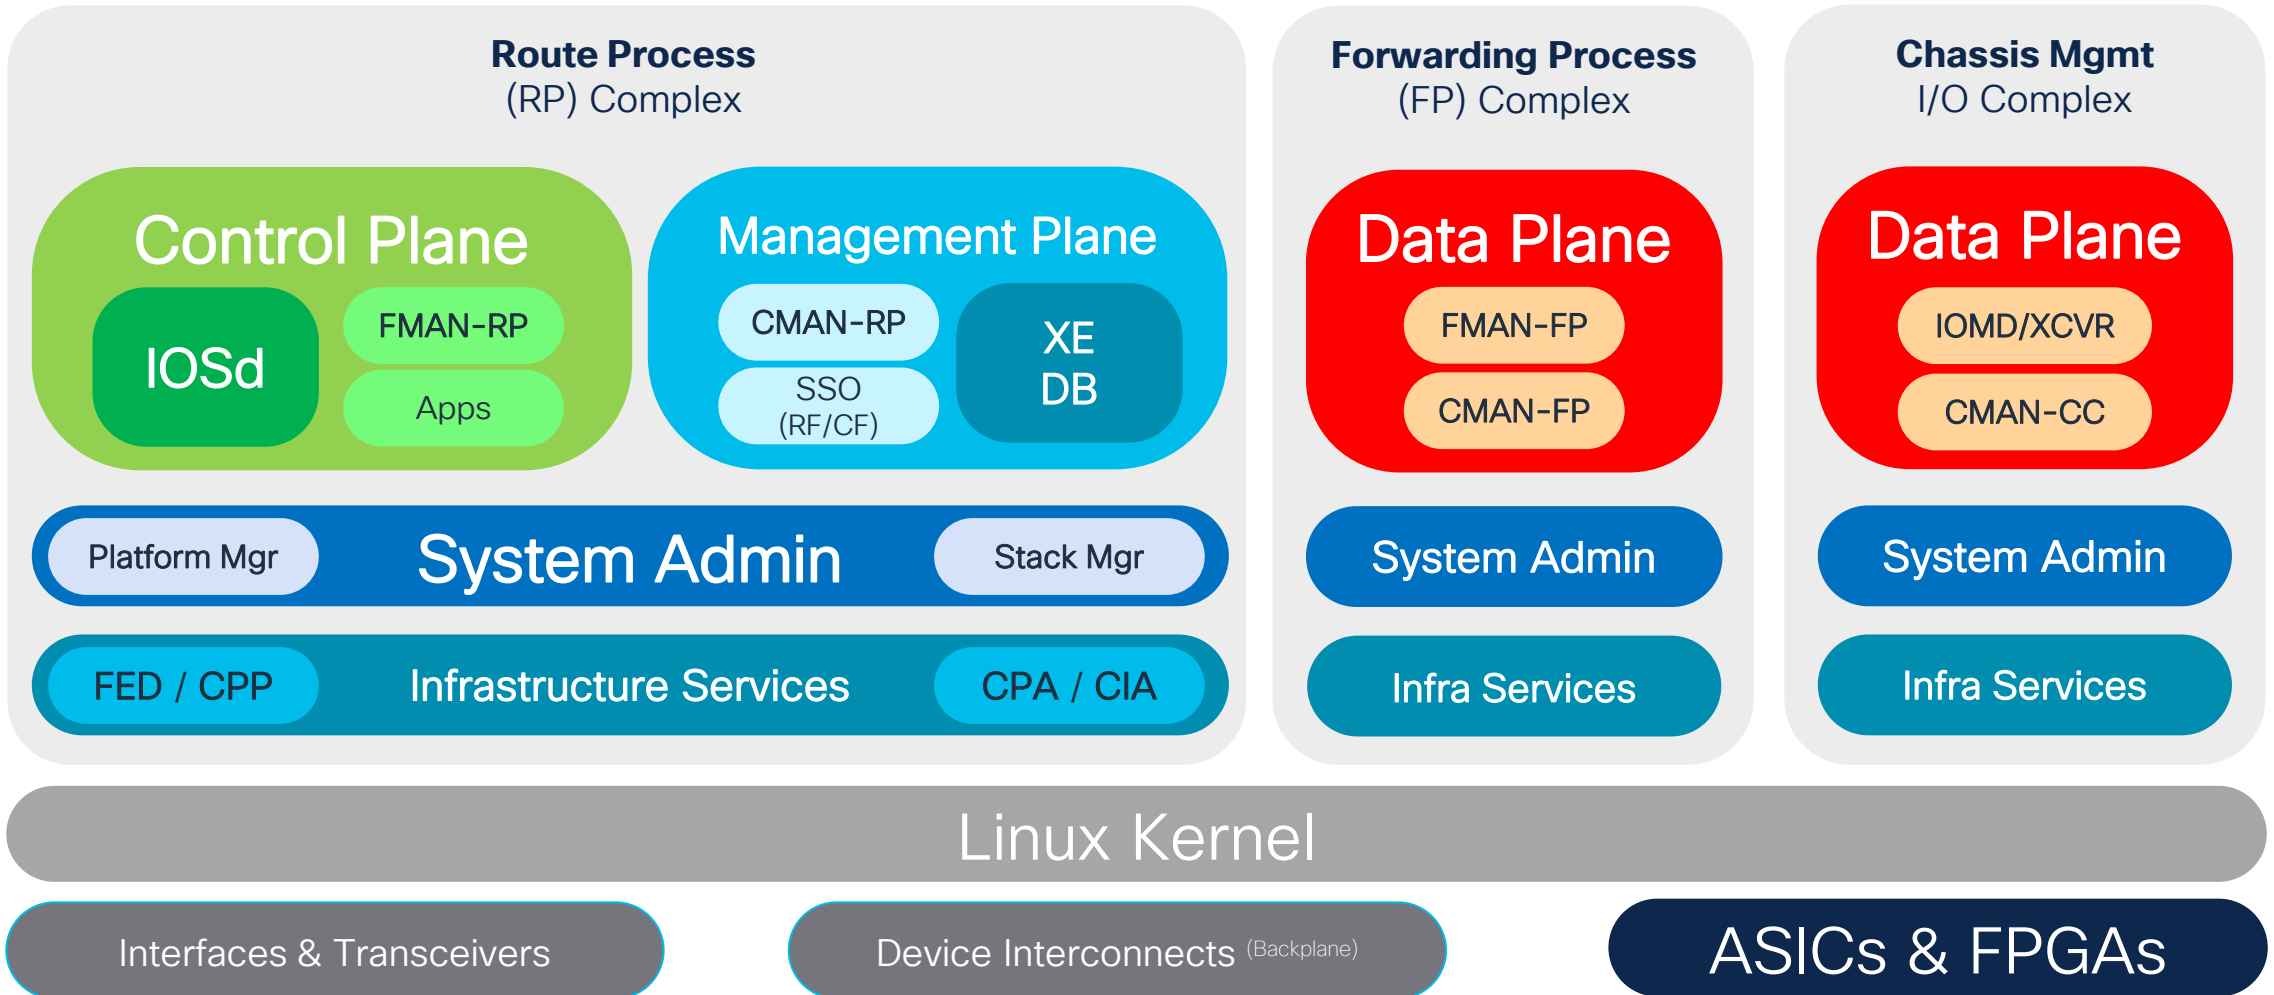 Route Process
(RP) Complex
Control Plane
IOSd
FMAN-RP
Apps
Management Plane
CMAN-RP
SSO
(RF/CF)
XE
DB
Platform Mgr
System Admin
Stack Mgr
FED / CPP
Infrastructure Services
CPA / CIA
Forwarding Process
(FP) Complex
Data Plane
FMAN-FP
CMAN-FP
System Admin
Infra Services
Chassis Mgmt
I/O Complex
Data Plane
IOMD/XCVR
CMAN-CC
System Admin
Infra Services
Linux Kernel
Interfaces & Transceivers
Device Interconnects (Backplane)
ASICs & FPGAs